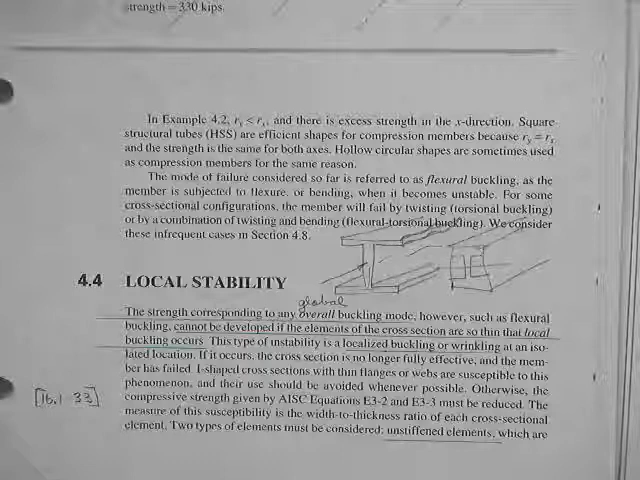 strength = 330 kips.
In Example 4.2, ry < rx, and there is excess strength in the x-direction. Square
structural tubes (HSS) are efficient shapes for compression members because ry = rx
and the strength is the same for both axes. Hollow circular shapes are sometimes used
as compression members for the same reason.
The mode of failure considered so far is referred to as flexural buckling, as the
member is subjected to flexure, or bending, when it becomes unstable. For some
cross-sectional configurations, the member will fail by twisting (torsional buckling)
or by a combination of twisting and bending (flexural-torsional buckling). We consider
these infrequent cases in Section 4.8.
4.4 LOCAL STABILITY
global
The strength corresponding to any overall buckling mode, however, such as flexural
buckling, cannot be developed if the elements of the cross section are so thin that local
buckling occurs. This type of instability is a localized buckling or wrinkling at an iso-
lated location. If it occurs, the cross section is no longer fully effective, and the mem-
ber has failed. I-shaped cross sections with thin flanges or webs are susceptible to this
phenomenon, and their use should be avoided whenever possible. Otherwise, the
[16.1 33] compressive strength given by AISC Equations E3-2 and E3-3 must be reduced. The
measure of this susceptibility is the width-to-thickness ratio of each cross-sectional
element. Two types of elements must be considered: unstiffened elements, which are